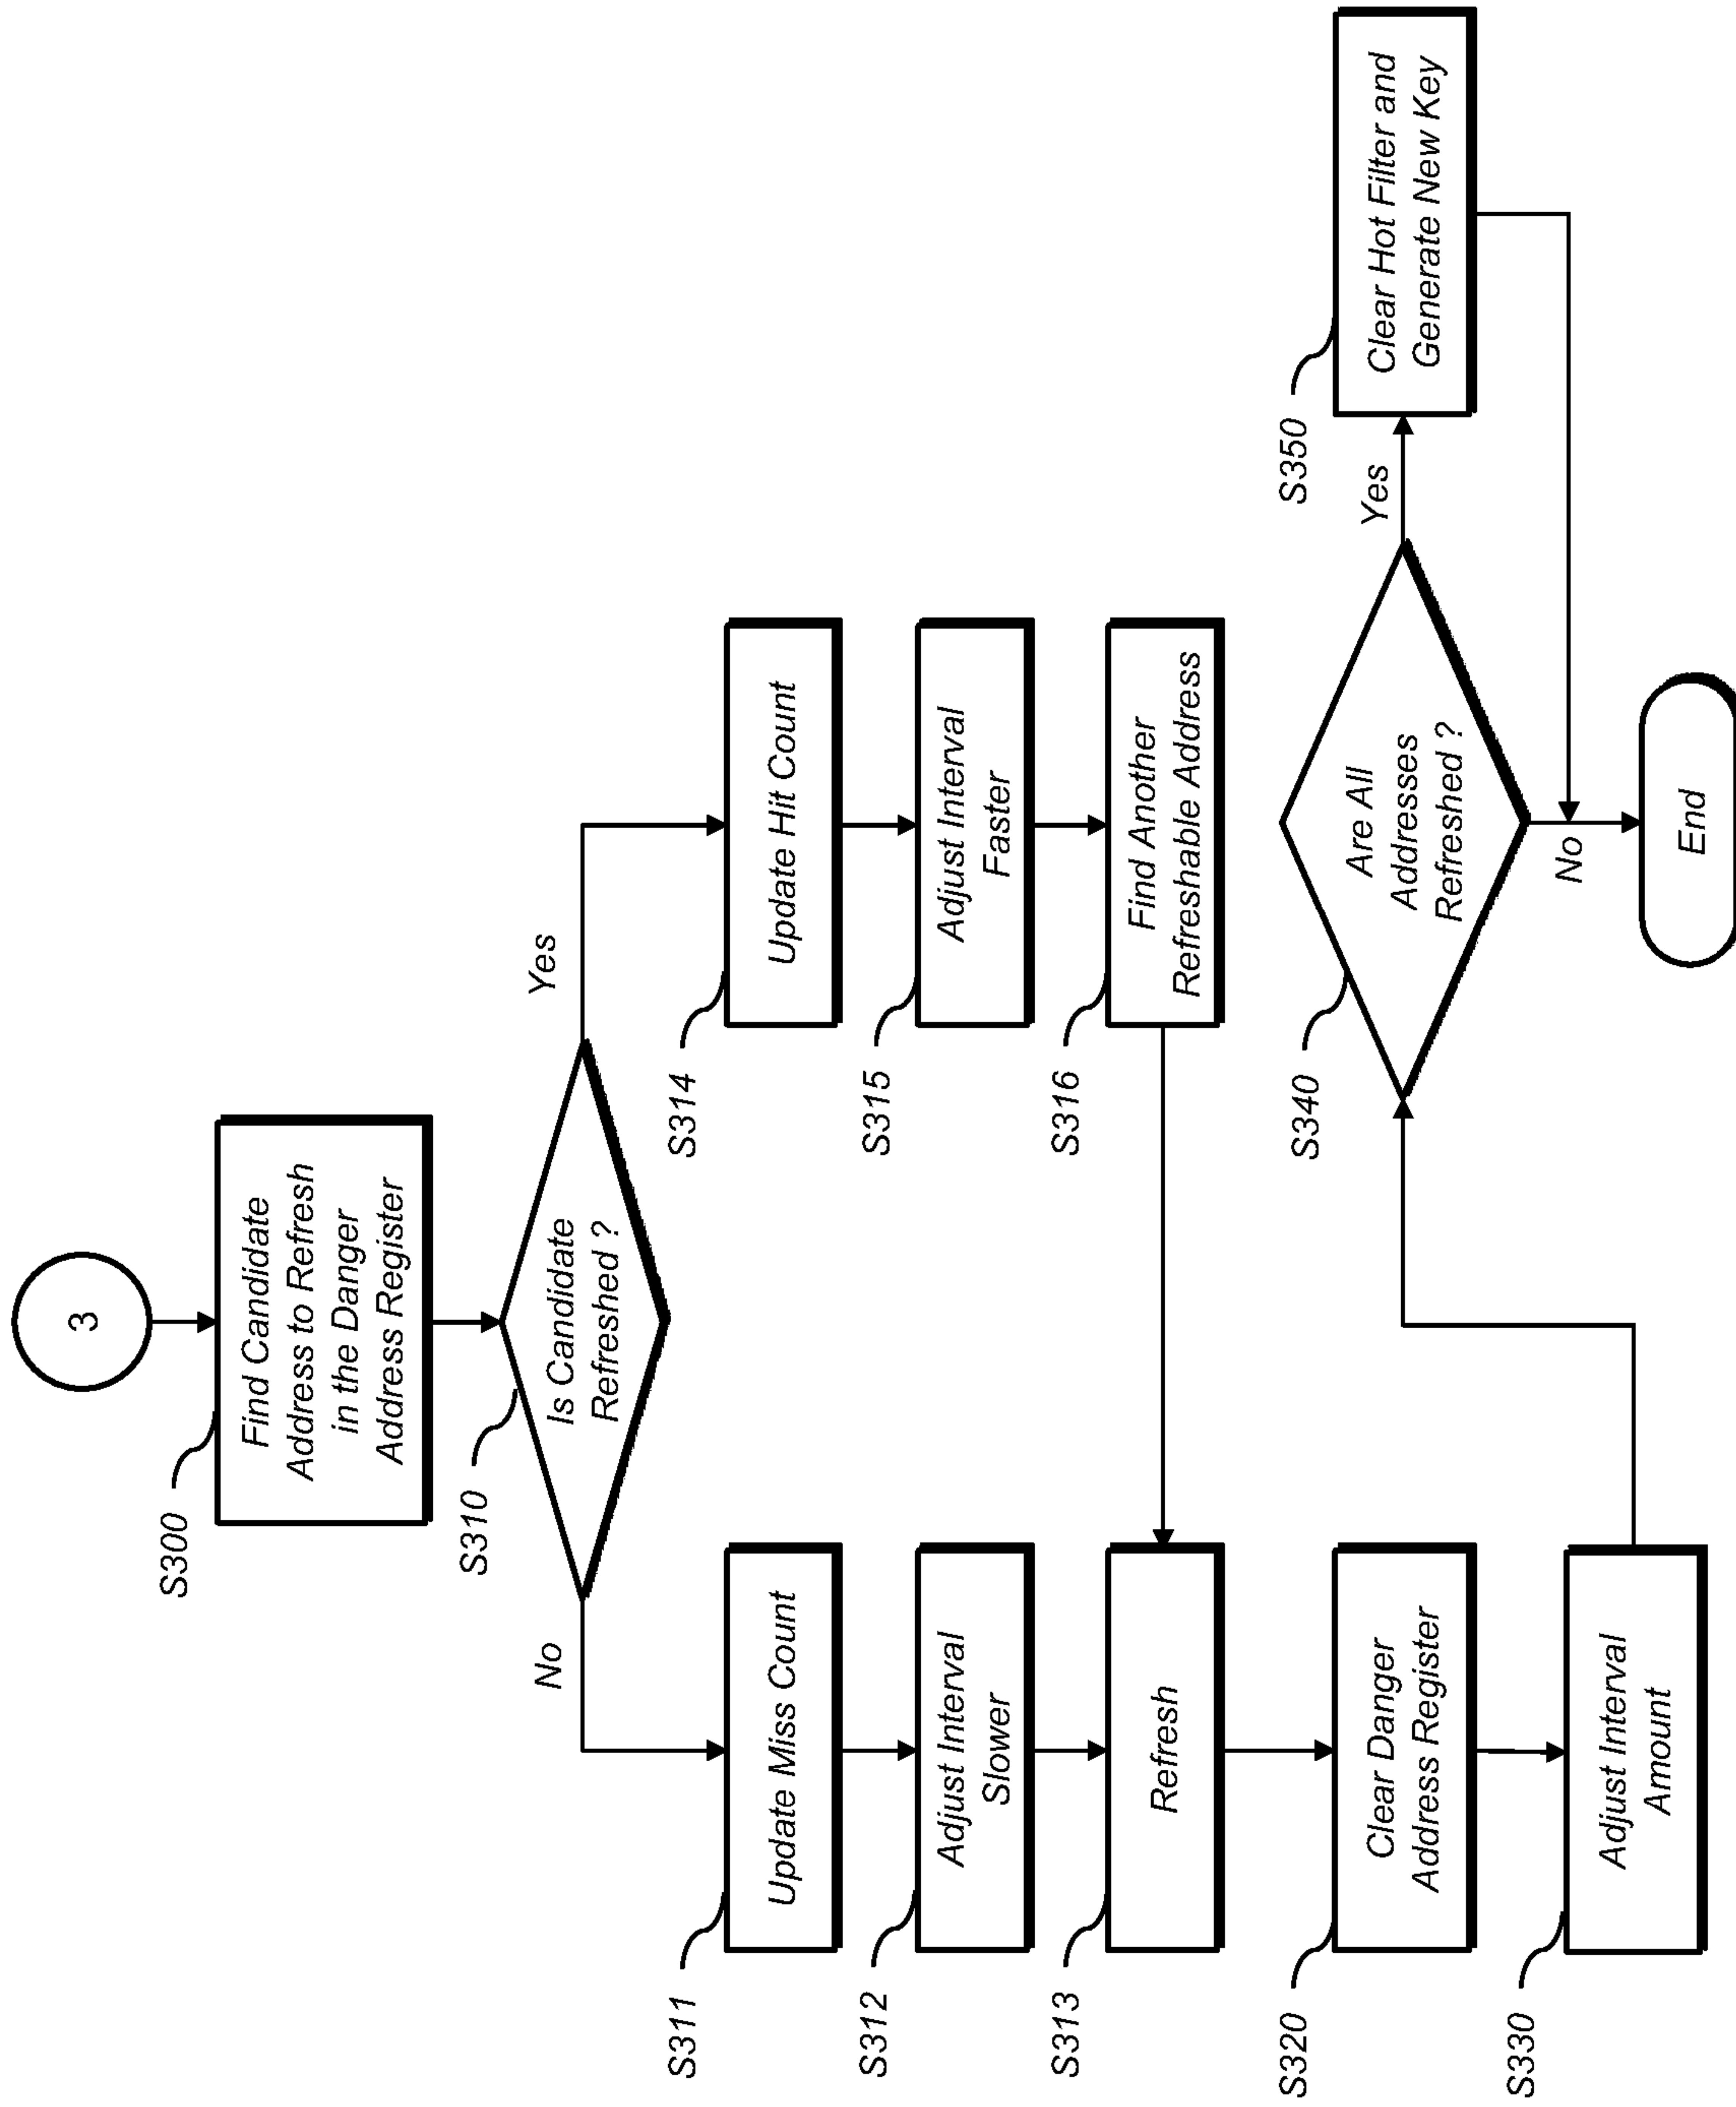 3
S300
Find Candidate
Address to Refresh
in the Danger
Address Register
S310
Is Candidate
Refreshed ?
No
Yes
S311
Update Miss Count
S314
Update Hit Count
S312
Adjust Interval
Slower
S315
Adjust Interval
Faster
S313
Refresh
S316
Find Another
Refreshable Address
S320
Clear Danger
Address Register
S330
Adjust Interval
Amount
S340
Are All
Addresses
Refreshed ?
Yes
No
S350
Clear Hot Filter and
Generate New Key
End